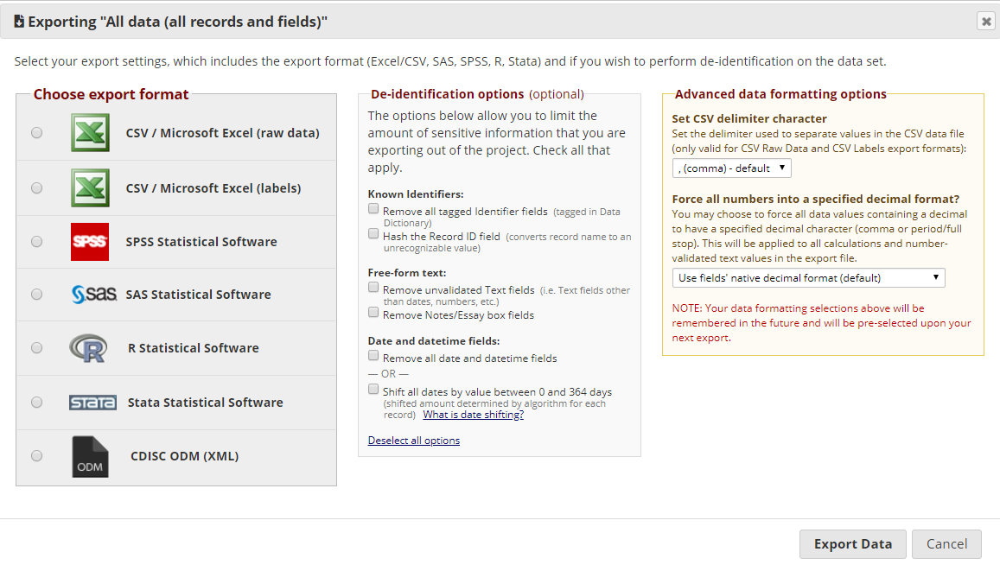 Exporting "All data (all records and fields)"
Select your export settings, which includes the export format (Excel/CSV, SAS, SPSS, R, Stata) and if you wish to perform de-identification on the data set.
Choose export format
CSV / Microsoft Excel (raw data)
CSV / Microsoft Excel (labels)
SPSS
SPSS Statistical Software
sas
SAS Statistical Software
R
R Statistical Software
STATA
Stata Statistical Software
ODM
CDISC ODM (XML)
De-identification options (optional)
The options below allow you to limit the
amount of sensitive information that you are
exporting out of the project. Check all that
apply.
Known Identifiers:
Remove all tagged Identifier fields (tagged in Data
Dictionary)
Hash the Record ID field (converts record name to an
unrecognizable value)
Free-form text:
Remove unvalidated Text fields (i.e. Text fields other
than dates, numbers, etc.)
Remove Notes/Essay box fields
Date and datetime fields:
Remove all date and datetime fields
— OR —
Shift all dates by value between 0 and 364 days
(shifted amount determined by algorithm for each
record) What is date shifting?
Deselect all options
Advanced data formatting options
Set CSV delimiter character
Set the delimiter used to separate values in the CSV data file
(only valid for CSV Raw Data and CSV Labels export formats):
, (comma) - default
Force all numbers into a specified decimal format?
You may choose to force all data values containing a decimal
to have a specified decimal character (comma or period/full
stop). This will be applied to all calculations and number-
validated text values in the export file.
Use fields' native decimal format (default)
NOTE: Your data formatting selections above will be
remembered in the future and will be pre-selected upon your
next export.
Export Data
Cancel